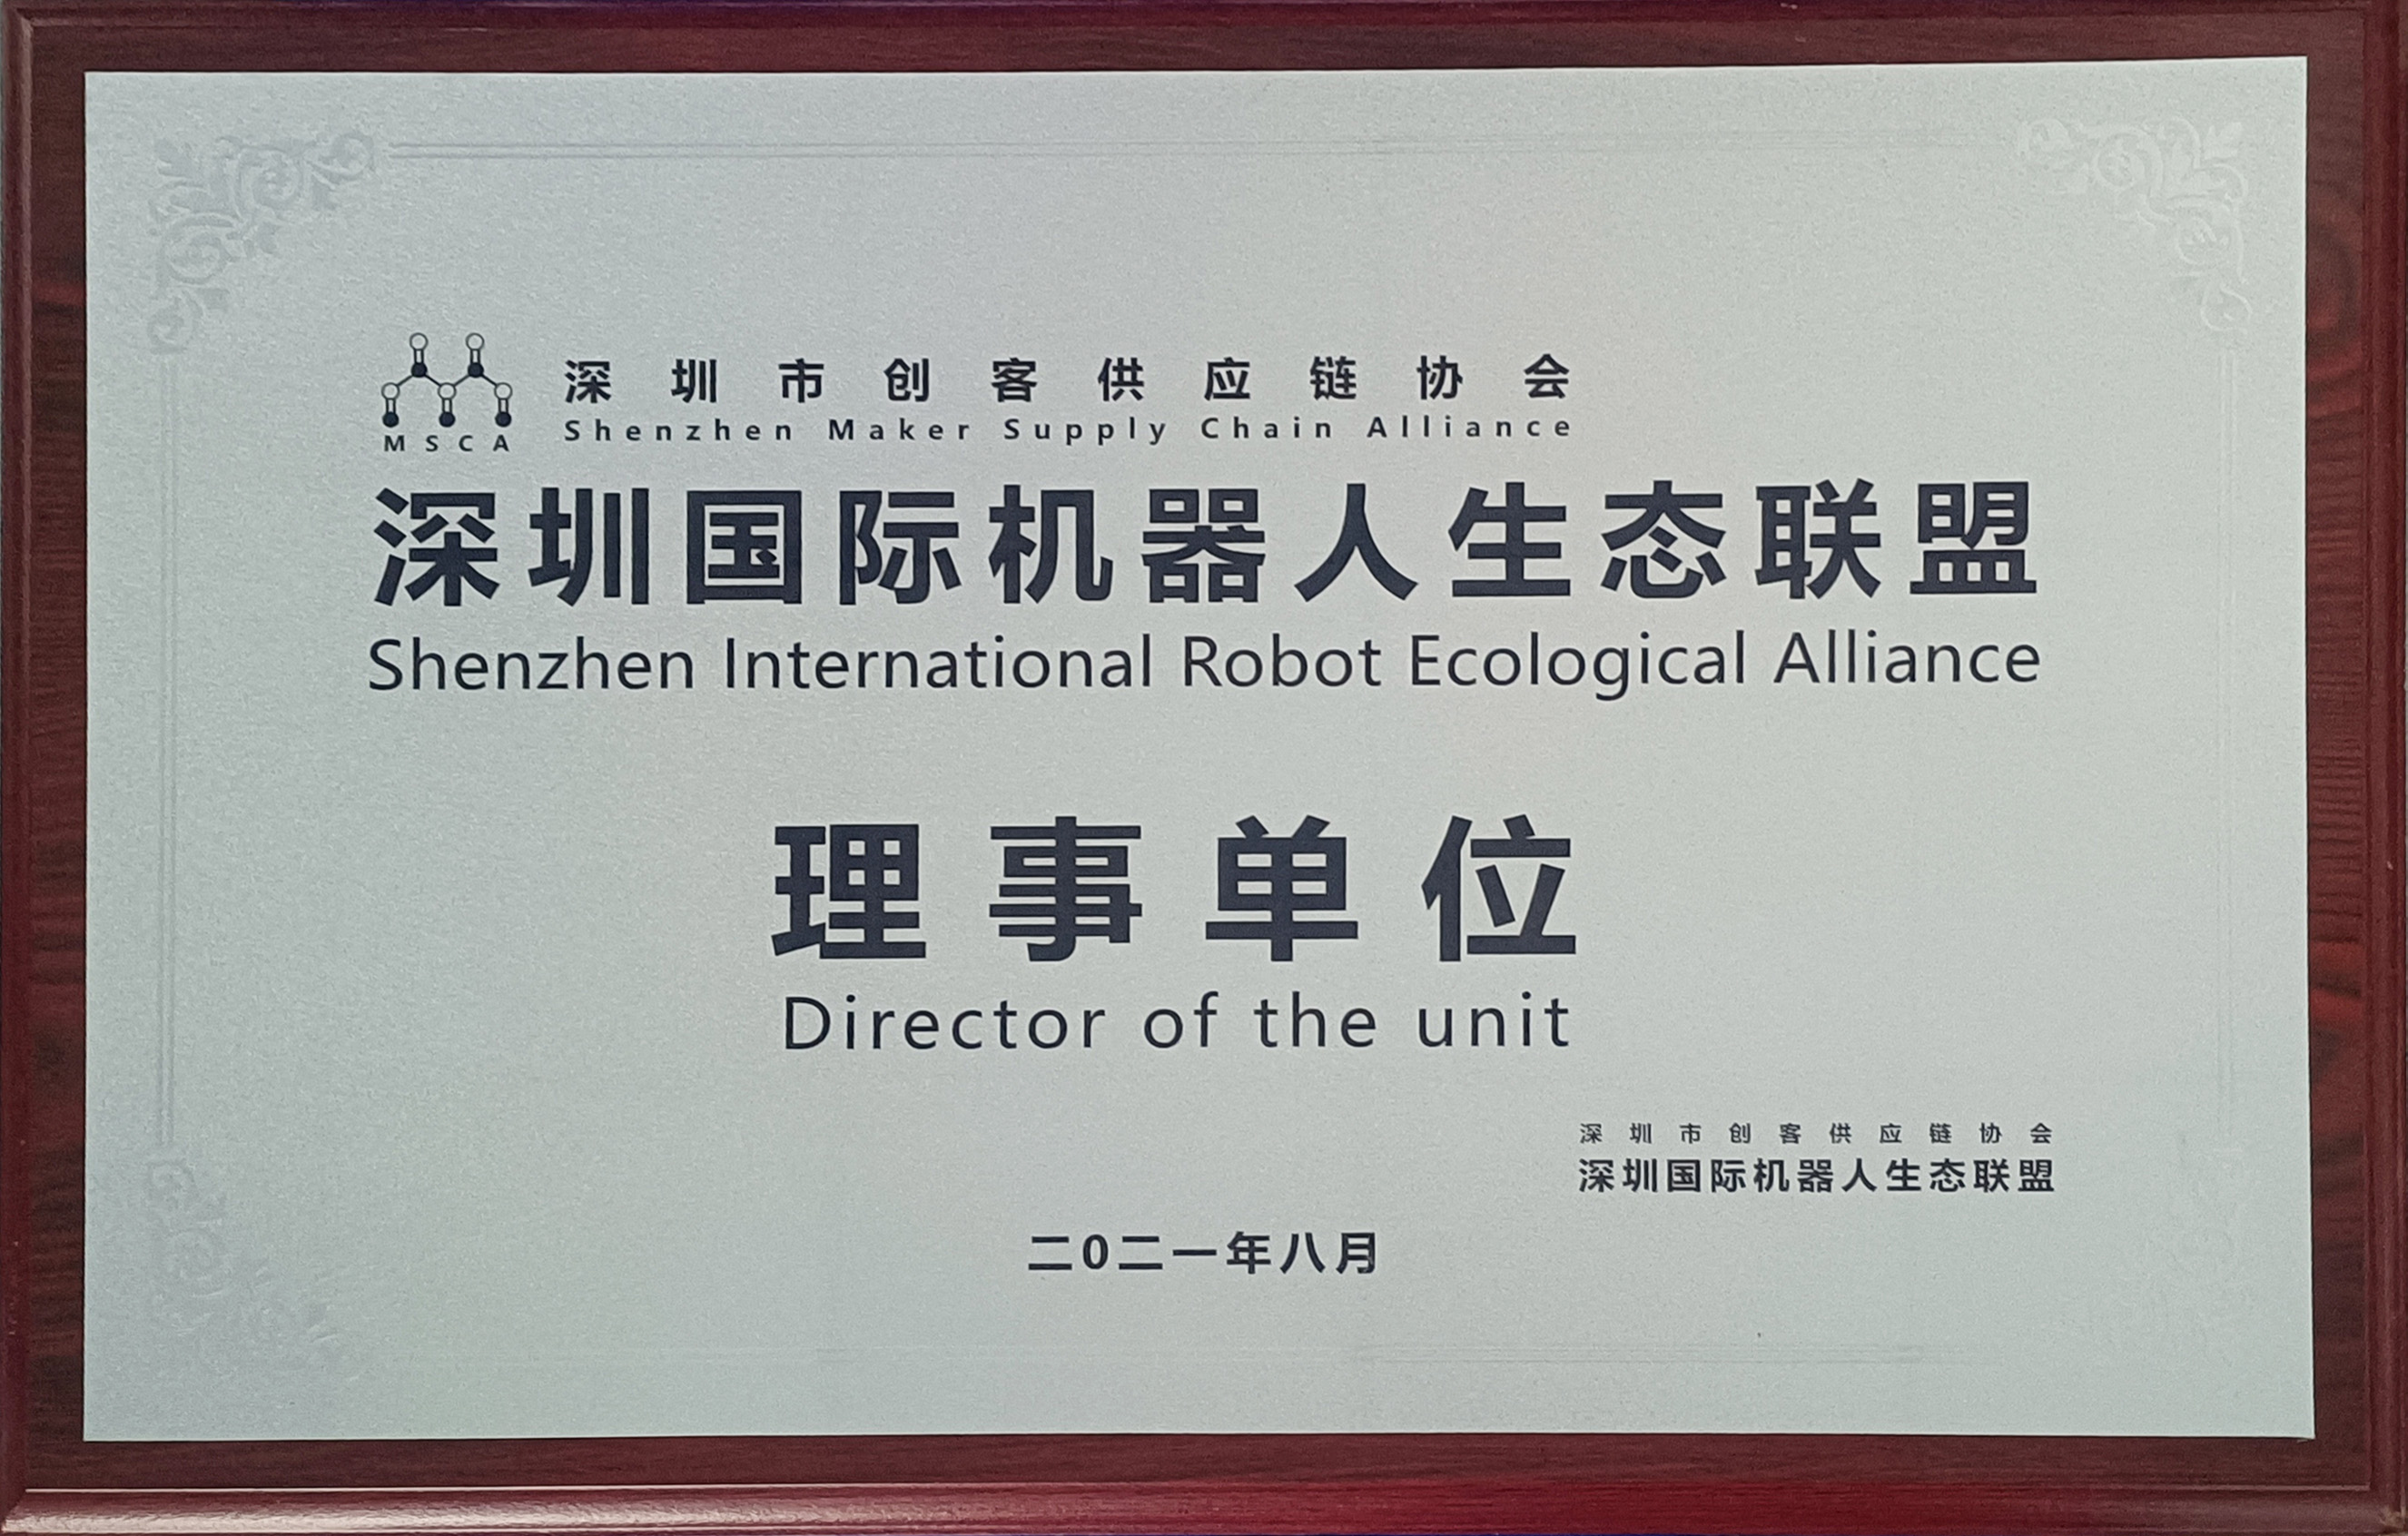 深圳市创客供应链协会
MSCA
Shenzhen Maker Supply Chain Alliance
深圳国际机器人生态联盟
Shenzhen International Robot Ecological Alliance
理事单位
Director of the unit
深圳市创客供应链协会
深圳国际机器人生态联盟
二0二一年八月